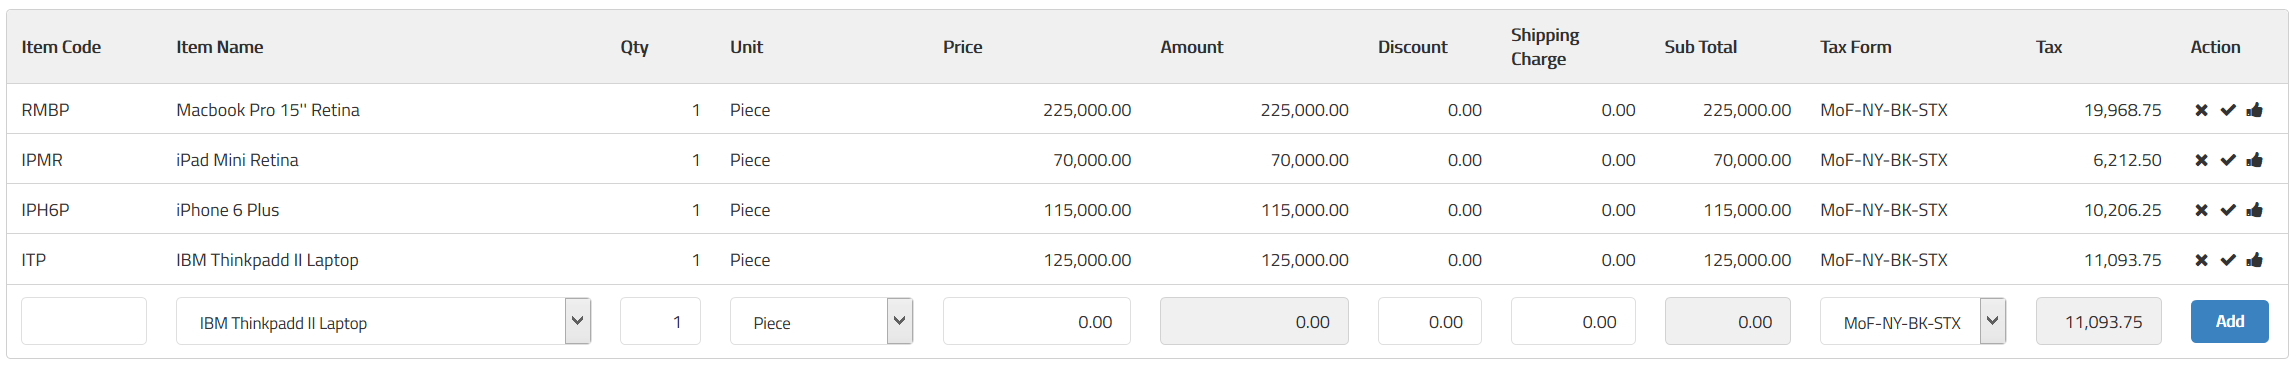 Item Code Item Name Qty Unit Price Amount Discount Shipping Charge Sub Total Tax Form Tax Action
RMBP Macbook Pro 15'' Retina 1 Piece 225,000.00 225,000.00 0.00 0.00 225,000.00 MoF-NY-BK-STX 19,968.75
IPMR iPad Mini Retina 1 Piece 70,000.00 70,000.00 0.00 0.00 70,000.00 MoF-NY-BK-STX 6,212.50
IPH6P iPhone 6 Plus 1 Piece 115,000.00 115,000.00 0.00 0.00 115,000.00 MoF-NY-BK-STX 10,206.25
ITP IBM Thinkpadd II Laptop 1 Piece 125,000.00 125,000.00 0.00 0.00 125,000.00 MoF-NY-BK-STX 11,093.75
IBM Thinkpadd II Laptop 1 Piece 0.00 0.00 0.00 0.00 0.00 MoF-NY-BK-STX 11,093.75 Add